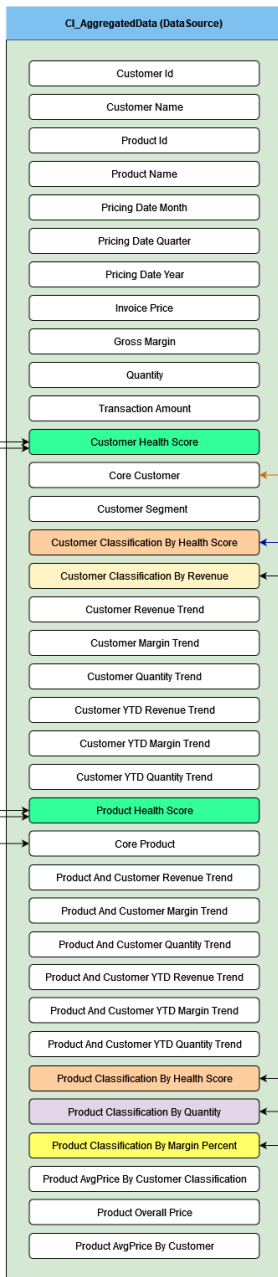 CI_AggregatedData (DataSource)
Customer Id
Customer Name
Product Id
Product Name
Pricing Date Month
Pricing Date Quarter
Pricing Date Year
Invoice Price
Gross Margin
Quantity
Transaction Amount
Customer Health Score
Core Customer
Customer Segment
Customer Classification By Health Score
Customer Classification By Revenue
Customer Revenue Trend
Customer Margin Trend
Customer Quantity Trend
Customer YTD Revenue Trend
Customer YTD Margin Trend
Customer YTD Quantity Trend
Product Health Score
Core Product
Product And Customer Revenue Trend
Product And Customer Margin Trend
Product And Customer Quantity Trend
Product And Customer YTD Revenue Trend
Product And Customer YTD Margin Trend
Product And Customer YTD Quantity Trend
Product Classification By Health Score
Product Classification By Quantity
Product Classification By Margin Percent
Product AvgPrice By Customer Classification
Product Overall Price
Product AvgPrice By Customer